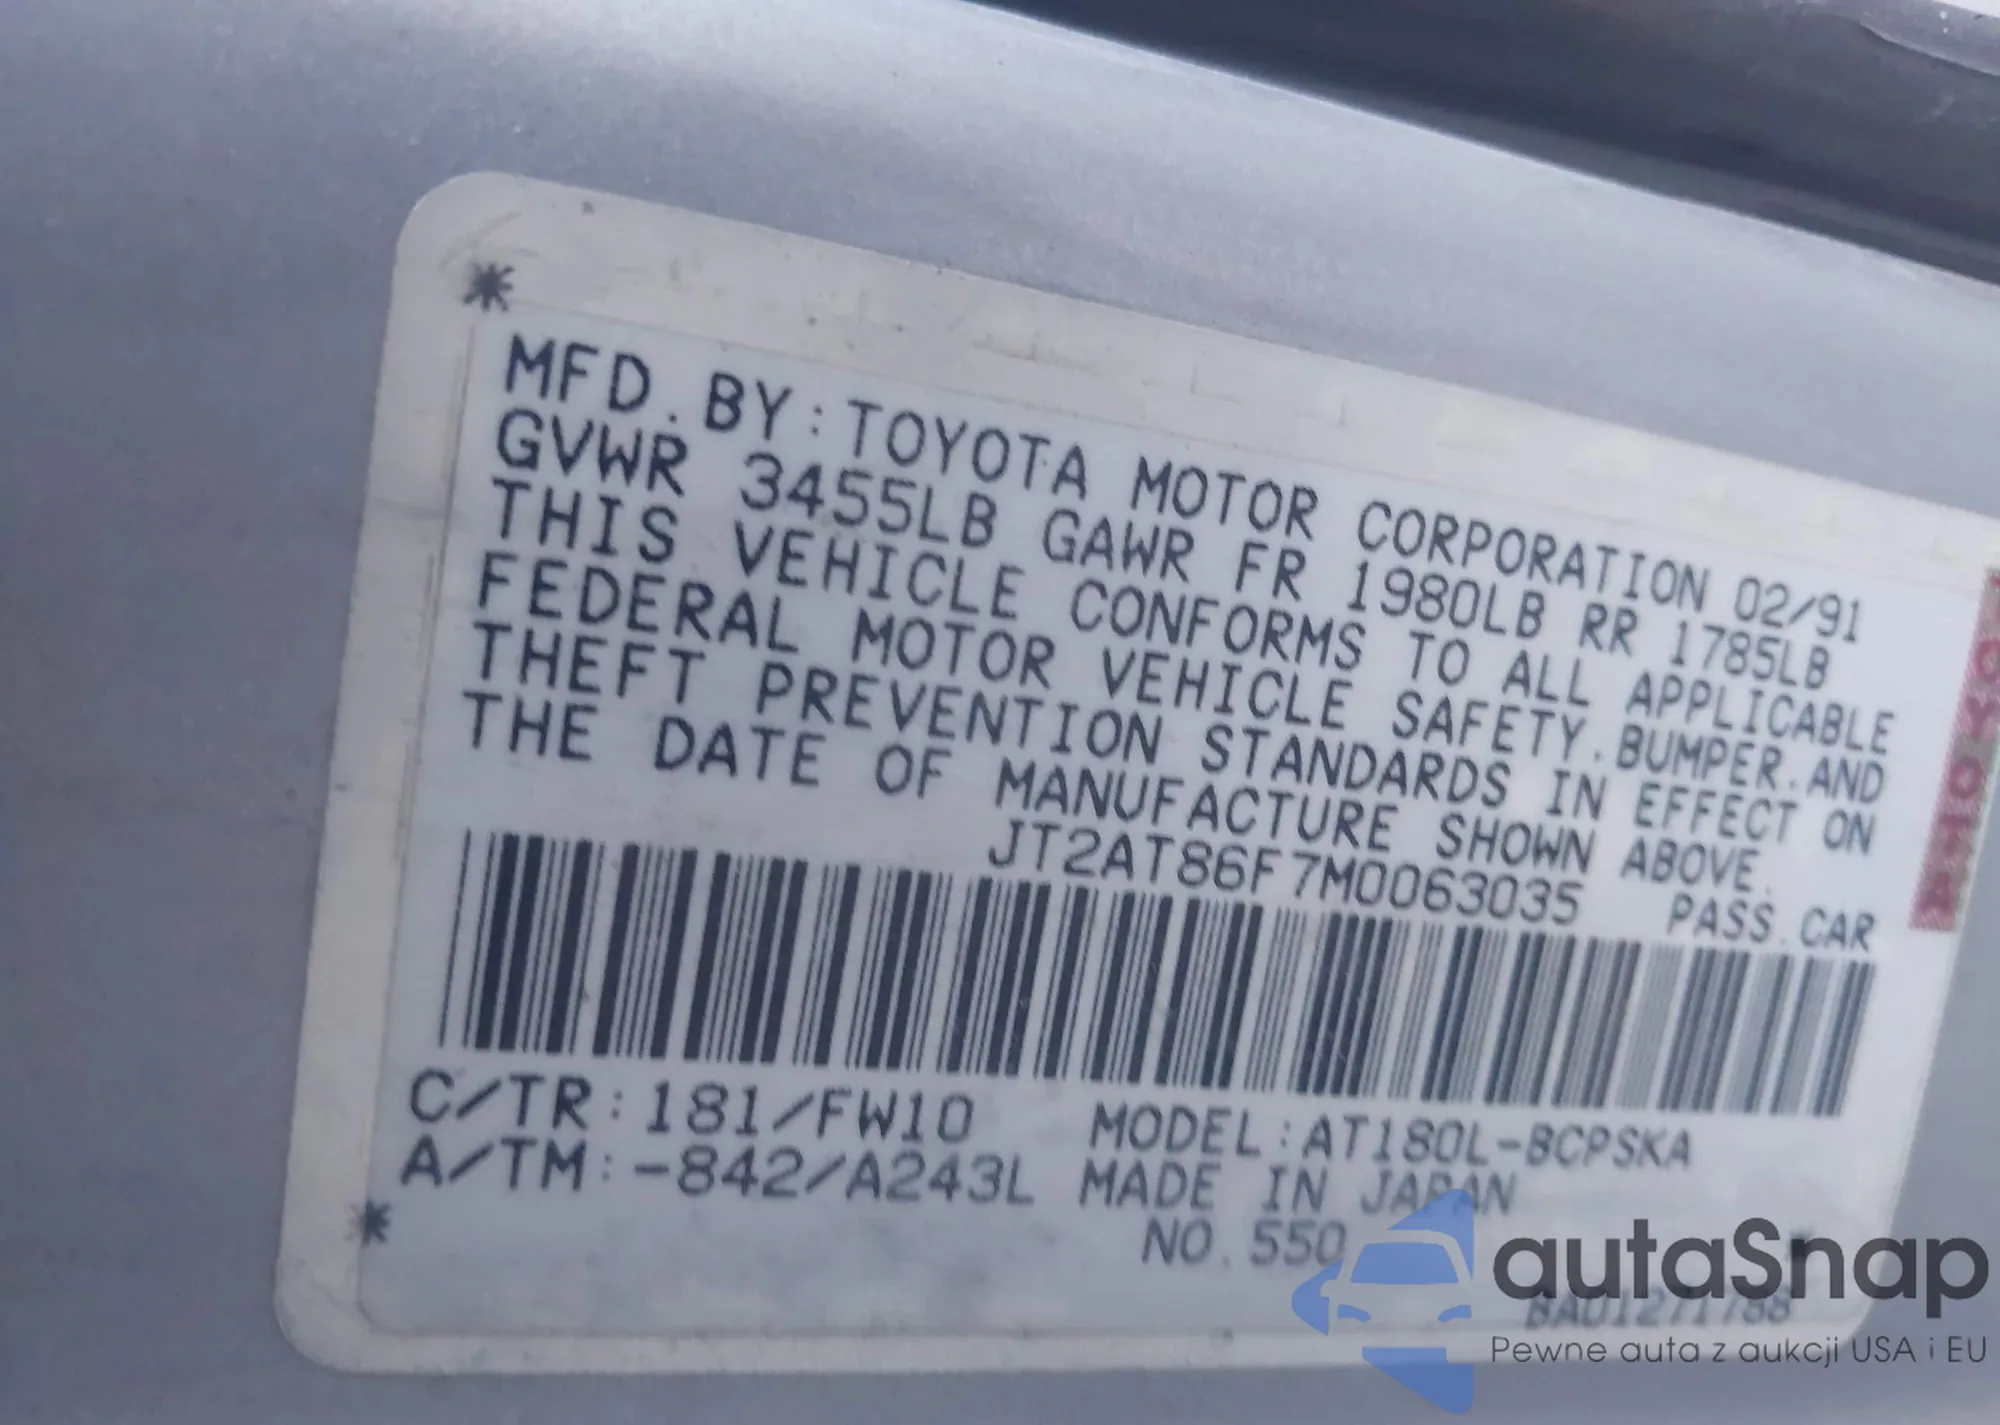 *
MFD. BY: TOYOTA MOTOR CORPORATION 02/91
GVWR 3455LB GAWR FR 1980LB RR 1785LB
THIS VEHICLE CONFORMS TO ALL APPLICABLE
FEDERAL MOTOR VEHICLE SAFETY. BUMPER. AND
THEFT PREVENTION STANDARDS IN EFFECT ON
THE DATE OF MANUFACTURE SHOWN ABOVE.
JT2AT86F7M0063035 PASS. CAR
TOYOTA
C/TR: 181/FW10 MODEL: AT180L-BCPSKA
A/TM: -842/A243L MADE IN JAPAN
* NO. 550
BA01271788
autaSnap
Pewne auta z aukcji USA i EU